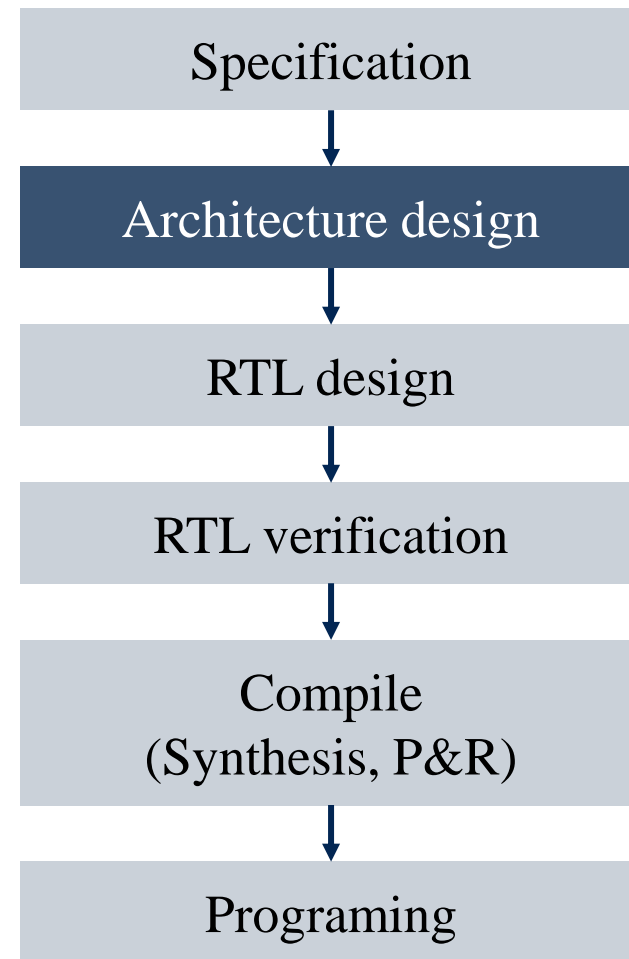 Specification
Architecture design
RTL design
RTL verification
Compile
(Synthesis, P&R)
Programing